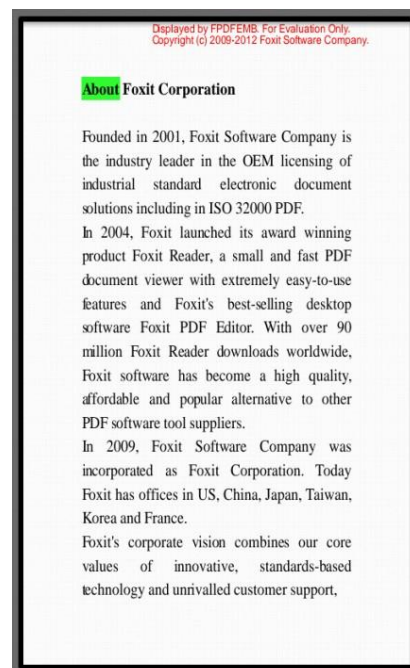 Displayed by FPDFEMB. For Evaluation Only.
Copyright (c) 2009-2012 Foxit Software Company.
About Foxit Corporation
Founded in 2001, Foxit Software Company is
the industry leader in the OEM licensing of
industrial standard electronic document
solutions including in ISO 32000 PDF.
In 2004, Foxit launched its award winning
product Foxit Reader, a small and fast PDF
document viewer with extremely easy-to-use
features and Foxit's best-selling desktop
software Foxit PDF Editor. With over 90
million Foxit Reader downloads worldwide,
Foxit software has become a high quality,
affordable and popular alternative to other
PDF software tool suppliers.
In 2009, Foxit Software Company was
incorporated as Foxit Corporation. Today
Foxit has offices in US, China, Japan, Taiwan,
Korea and France.
Foxit's corporate vision combines our core
values of innovative, standards-based
technology and unrivalled customer support,